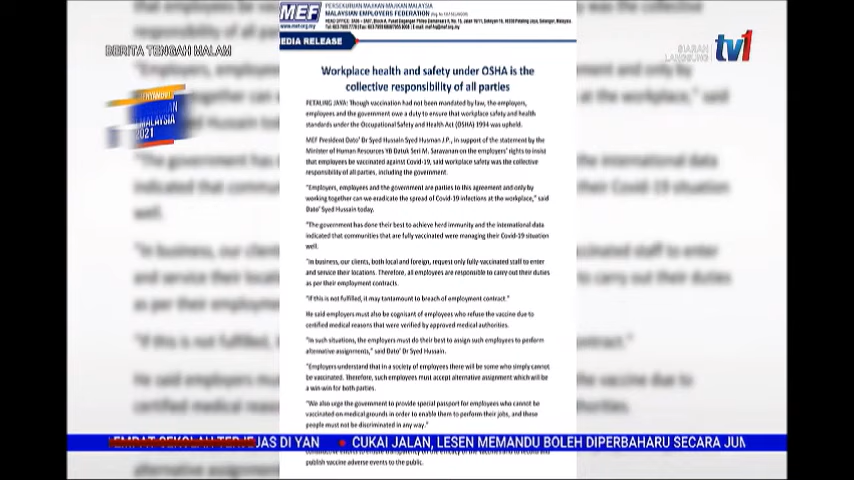 PERSEKUTUAN MAJIKAN MAJIKAN MALAYSIA
MEF
MALAYSIAN EMPLOYERS FEDERATION
www.mef.org.my
MEDIA RELEASE
BERITA TENGAH MALAM
SIARAN
LANGSUNG
tv1
MALAYSIA
2021
Workplace health and safety under OSHA is the
collective responsibility of all parties
PETALING JAYA: Though vaccination had not been mandated by law, the employers,
employees and the government owe a duty to ensure that workplace safety and health
standards under the Occupational Safety and Health Act (OSHA) 1994 was upheld.
MEF President Dato' Dr Syed Hussain Syed Husman J.P., in support of the statement by the
Minister of Human Resources YB Datuk Seri M. Saravanan on the employers' rights to insist
that employees be vaccinated against Covid-19, said workplace safety was the collective
responsibility of all parties, including the government.
"Employers, employees and the government are parties to this agreement and only by
working together can we eradicate the spread of Covid-19 infections at the workplace," said
Dato' Syed Hussain today.
"The government has done their best to achieve herd immunity and the international data
indicated that communities that are fully vaccinated were managing their Covid-19 situation
well.
"In business, our clients, both local and foreign, request only fully vaccinated staff to enter
and service their locations. Therefore, all employees are responsible to carry out their duties
as per their employment contracts.
"If this is not fulfilled, it may tantamount to breach of employment contract."
He said employers must also be cognisant of employees who refuse the vaccine due to
certified medical reasons that were verified by approved medical authorities.
"In such situations, the employers must do their best to assign such employees to perform
alternative assignments," said Dato' Dr Syed Hussain.
"Employers understand that in a society of employees there will be some who simply cannot
be vaccinated. Therefore, such employees must accept alternative assignment which will be
a win-win for both parties.
"We also urge the government to provide special passport for employees who cannot be
vaccinated on medical grounds in order to enable them to perform their jobs, and these
people must not be discriminated in any way."
publish vaccine adverse events to the public.
EMPAT SEKOLAH TERJEJAS DI YAN • CUKAI JALAN, LESEN MEMANDU BOLEH DIPERBAHARU SECARA JUM